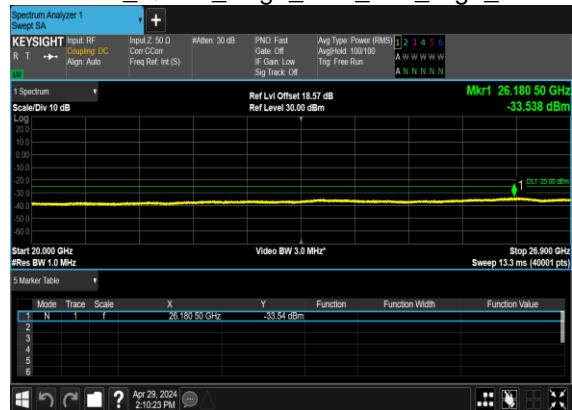 Spectrum Analyzer 1
Swept SA
+
KEYSIGHT
R T
LW
Input: RF
Coupling: DC
Align: Auto
Input Z: 50 Ω
Corr CCorr
Freq Ref: Int (S)
#Atten: 30 dB
PNO: Fast
Gate: Off
IF Gain: Low
Sig Track: Off
Avg Type: Power (RMS)
Avg|Hold: 100/100
Trig: Free Run
1 2 3 4 5 6
A W W W W W
A N N N N N
1 Spectrum
Scale/Div 10 dB
Ref Lvl Offset 18.57 dB
Ref Level 30.00 dBm
Mkr1 26.180 50 GHz
-33.538 dBm
Log
20.0
10.0
0.00
-10.0
-20.0
-30.0
-40.0
-50.0
-60.0
1
DL1 -25.00 dBm
Start 20.000 GHz
#Res BW 1.0 MHz
Video BW 3.0 MHz*
Stop 26.900 GHz
Sweep 13.3 ms (40001 pts)
5 Marker Table
Mode Trace Scale X Y Function Function Width Function Value
1 N 1 f 26.180 50 GHz -33.54 dBm
2
3
4
5
6
?
Apr 29, 2024
2:10:23 PM